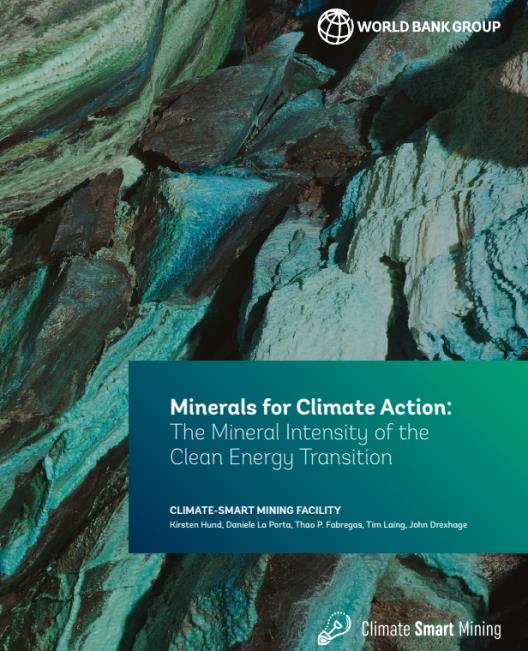 WORLD BANK GROUP
Minerals for Climate Action:
The Mineral Intensity of the
Clean Energy Transition
CLIMATE-SMART MINING FACILITY
Kirsten Hund, Daniele La Porta, Thao P. Fabregas, Tim Laing, John Drexhage
Climate Smart Mining